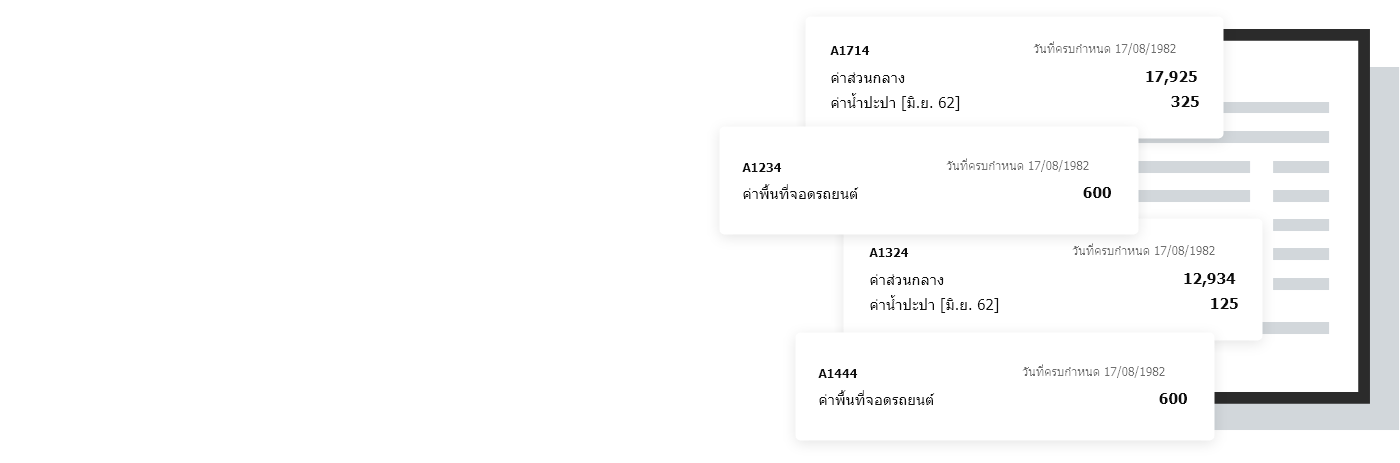 A1714 วันที่ครบกำหนด 17/08/1982
ค่าส่วนกลาง 17,925
ค่าน้ำปะปา [มิ.ย. 62] 325
A1234 วันที่ครบกำหนด 17/08/1982
ค่าพื้นที่จอดรถยนต์ 600
A1324 วันที่ครบกำหนด 17/08/1982
ค่าส่วนกลาง 12,934
ค่าน้ำปะปา [มิ.ย. 62] 125
A1444 วันที่ครบกำหนด 17/08/1982
ค่าพื้นที่จอดรถยนต์ 600